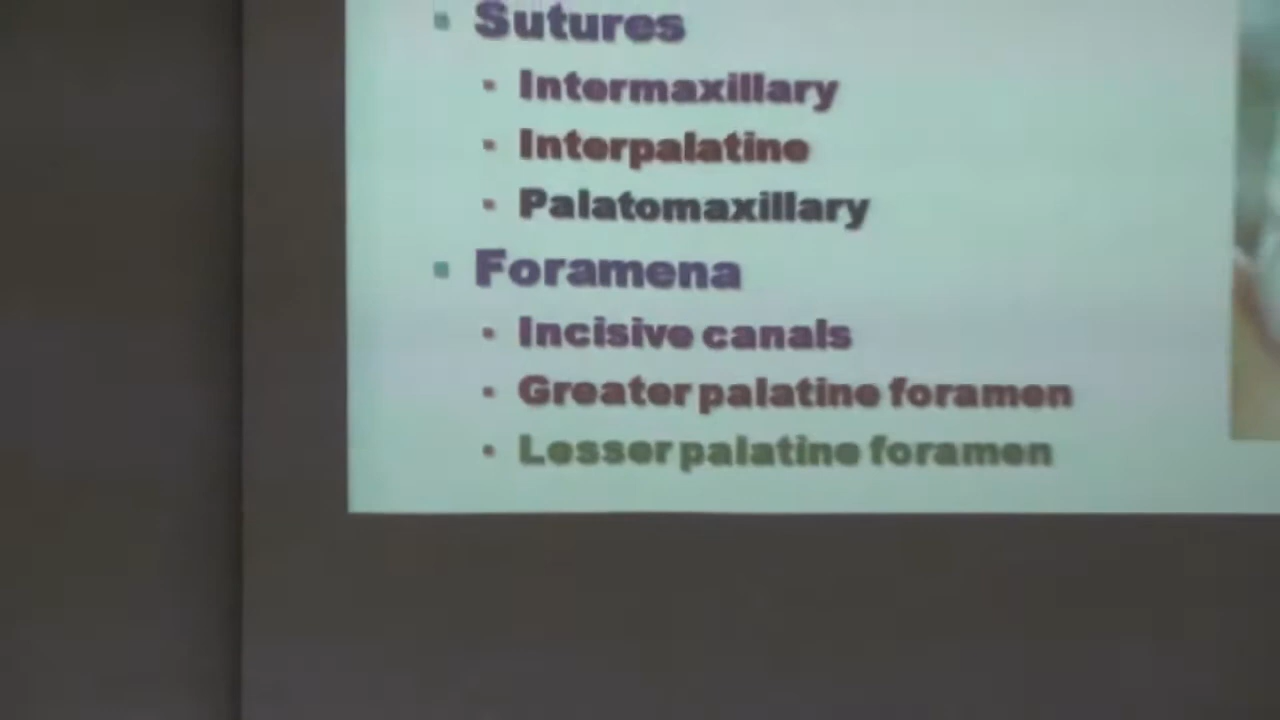 Sutures
Intermaxillary
Interpalatine
Palatomaxillary
Foramena
Incisive canals
Greater palatine foramen
Lesser palatine foramen